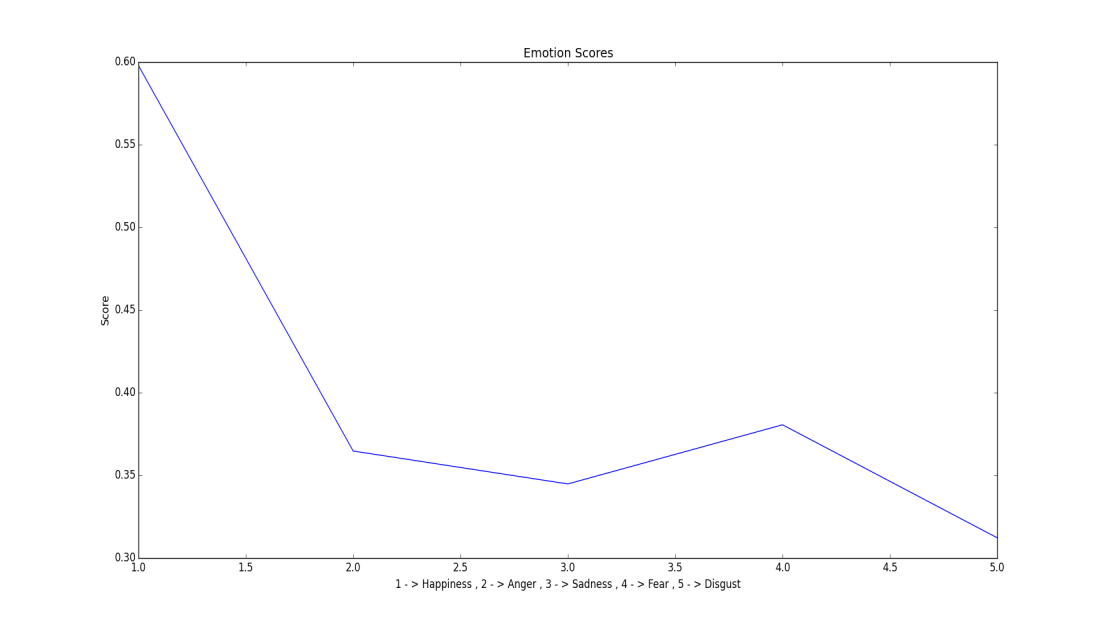 Emotion Scores
0.60
0.55
0.50
0.45
0.40
0.35
0.30
Score
1.0 1.5 2.0 2.5 3.0 3.5 4.0 4.5 5.0
1 - > Happiness , 2 - > Anger , 3 - > Sadness , 4 - > Fear , 5 - > Disgust